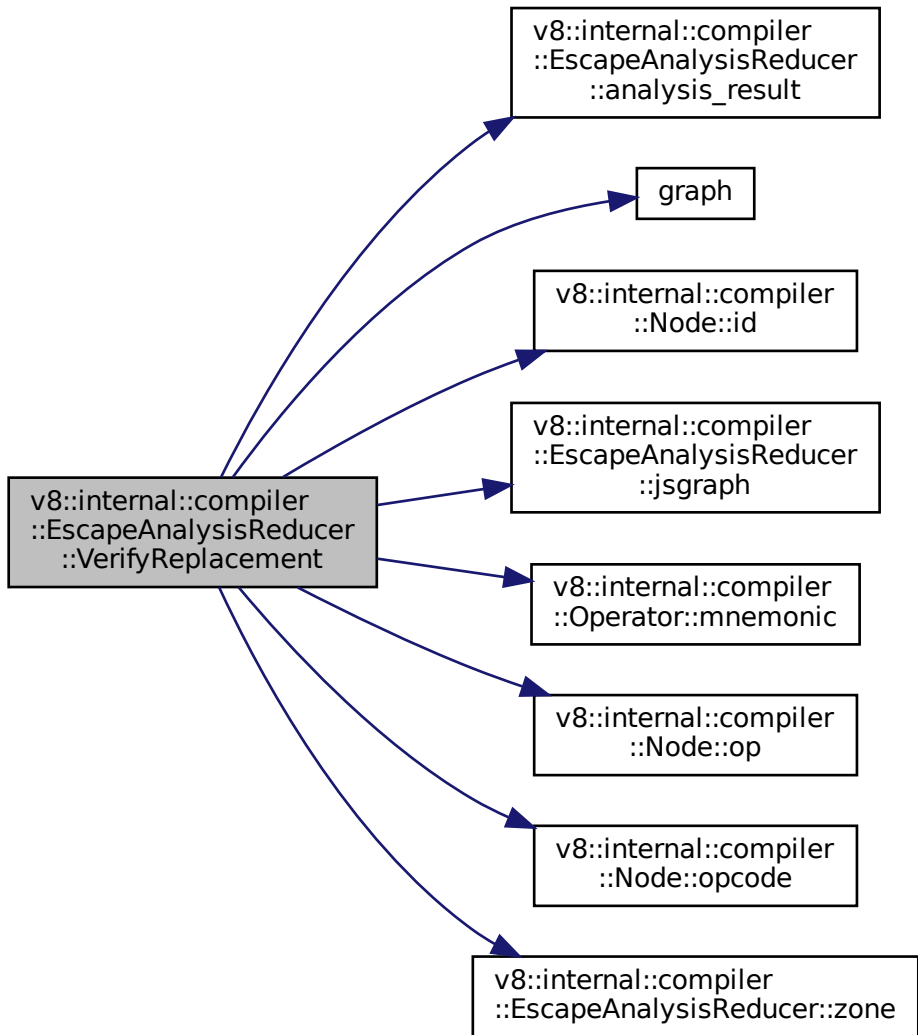 v8::internal::compiler
::EscapeAnalysisReducer
::analysis_result
graph
v8::internal::compiler
::Node::id
v8::internal::compiler
::EscapeAnalysisReducer
::jsgraph
v8::internal::compiler
::EscapeAnalysisReducer
::VerifyReplacement
v8::internal::compiler
::Operator::mnemonic
v8::internal::compiler
::Node::op
v8::internal::compiler
::Node::opcode
v8::internal::compiler
::EscapeAnalysisReducer::zone